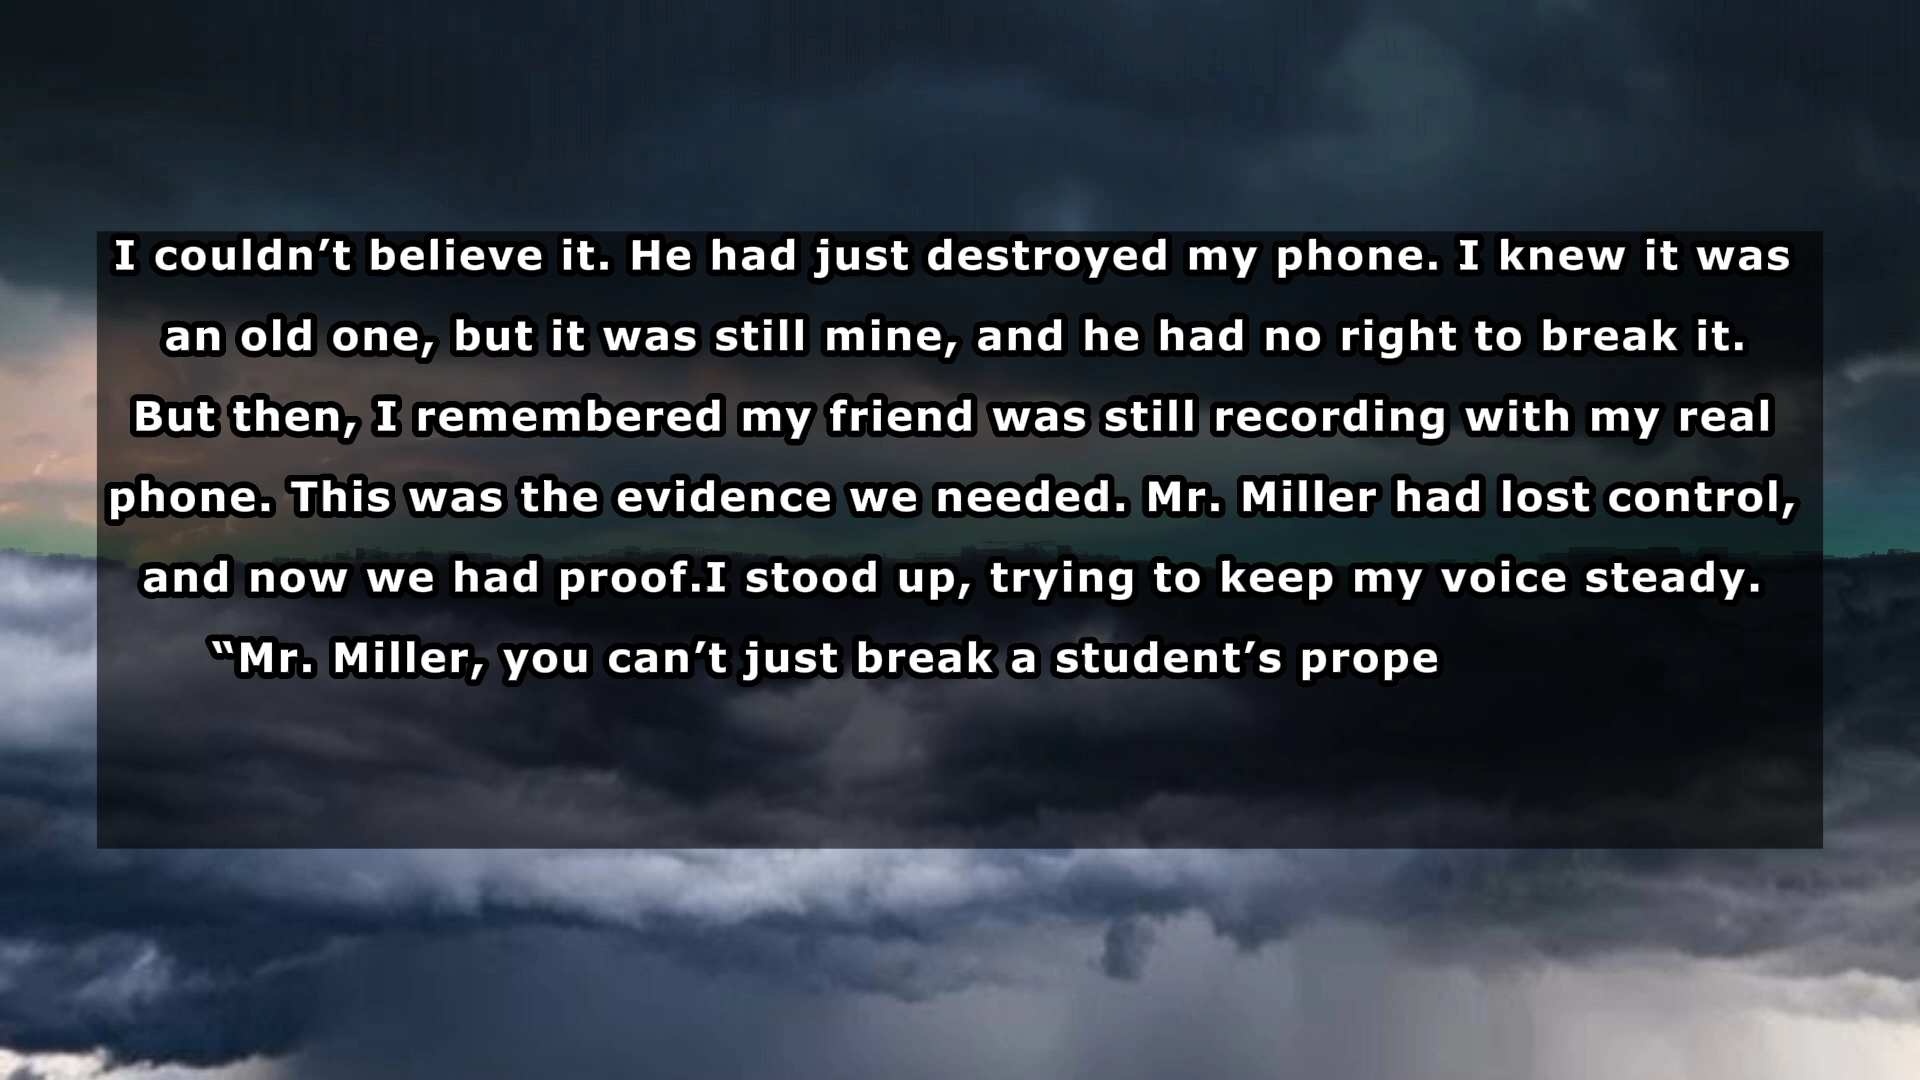 I couldn’t believe it. He had just destroyed my phone. I knew it was
an old one, but it was still mine, and he had no right to break it.
But then, I remembered my friend was still recording with my real
phone. This was the evidence we needed. Mr. Miller had lost control,
and now we had proof.I stood up, trying to keep my voice steady.
“Mr. Miller, you can’t just break a student’s prope